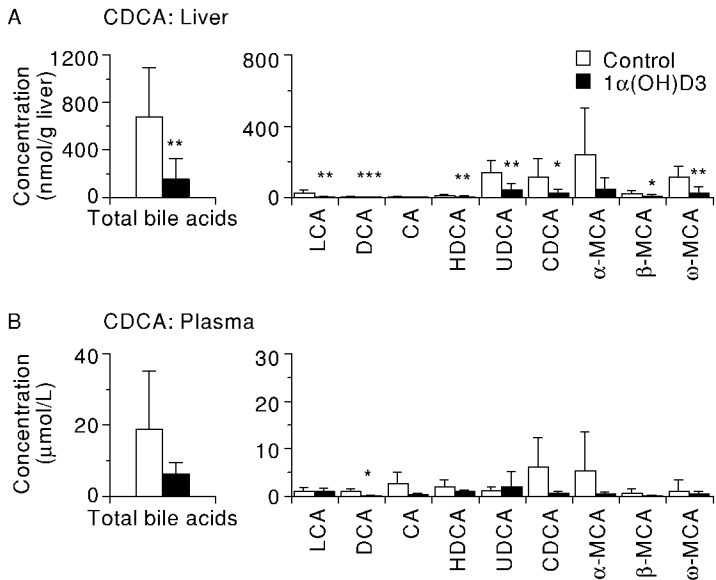 A CDCA: Liver
Concentration
(nmol/g liver)
1200
800
400
0
**
Total bile acids
800
400
0
Control
1α(OH)D3
** *** ** ** * * **
LCA
DCA
CA
HDCA
UDCA
CDCA
α-MCA
β-MCA
ω-MCA
B CDCA: Plasma
Concentration
(μmol/L)
40
20
0
Total bile acids
30
20
10
0
*
LCA
DCA
CA
HDCA
UDCA
CDCA
α-MCA
β-MCA
ω-MCA